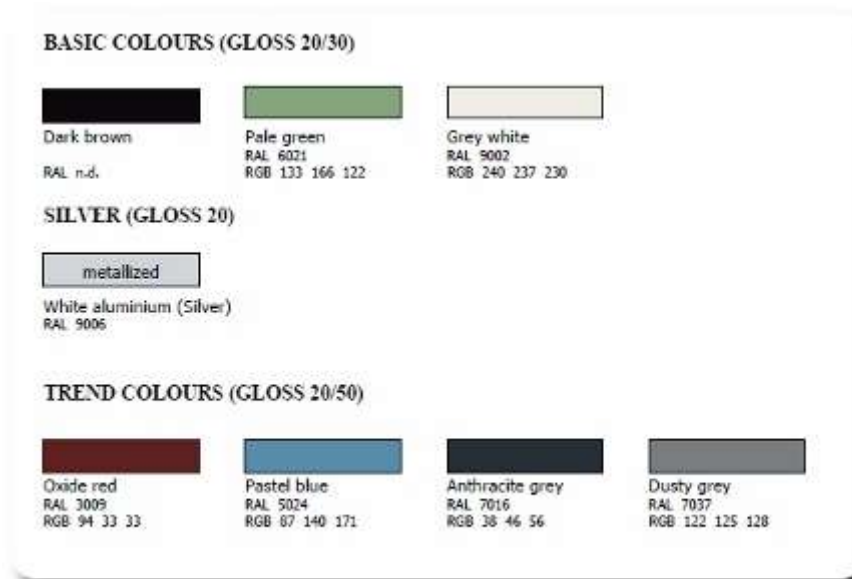 BASIC COLOURS (GLOSS 20/30)
Dark brown
RAL n.d.
Pale green
RAL 6021
RGB 133 166 122
Grey white
RAL 9002
RGB 240 237 230
SILVER (GLOSS 20)
metallized
White aluminium (Silver)
RAL 9006
TREND COLOURS (GLOSS 20/50)
Oxide red
RAL 3009
RGB 94 33 33
Pastel blue
RAL 5024
RGB 87 140 171
Anthracite grey
RAL 7016
RGB 38 46 56
Dusty grey
RAL 7037
RGB 122 125 128